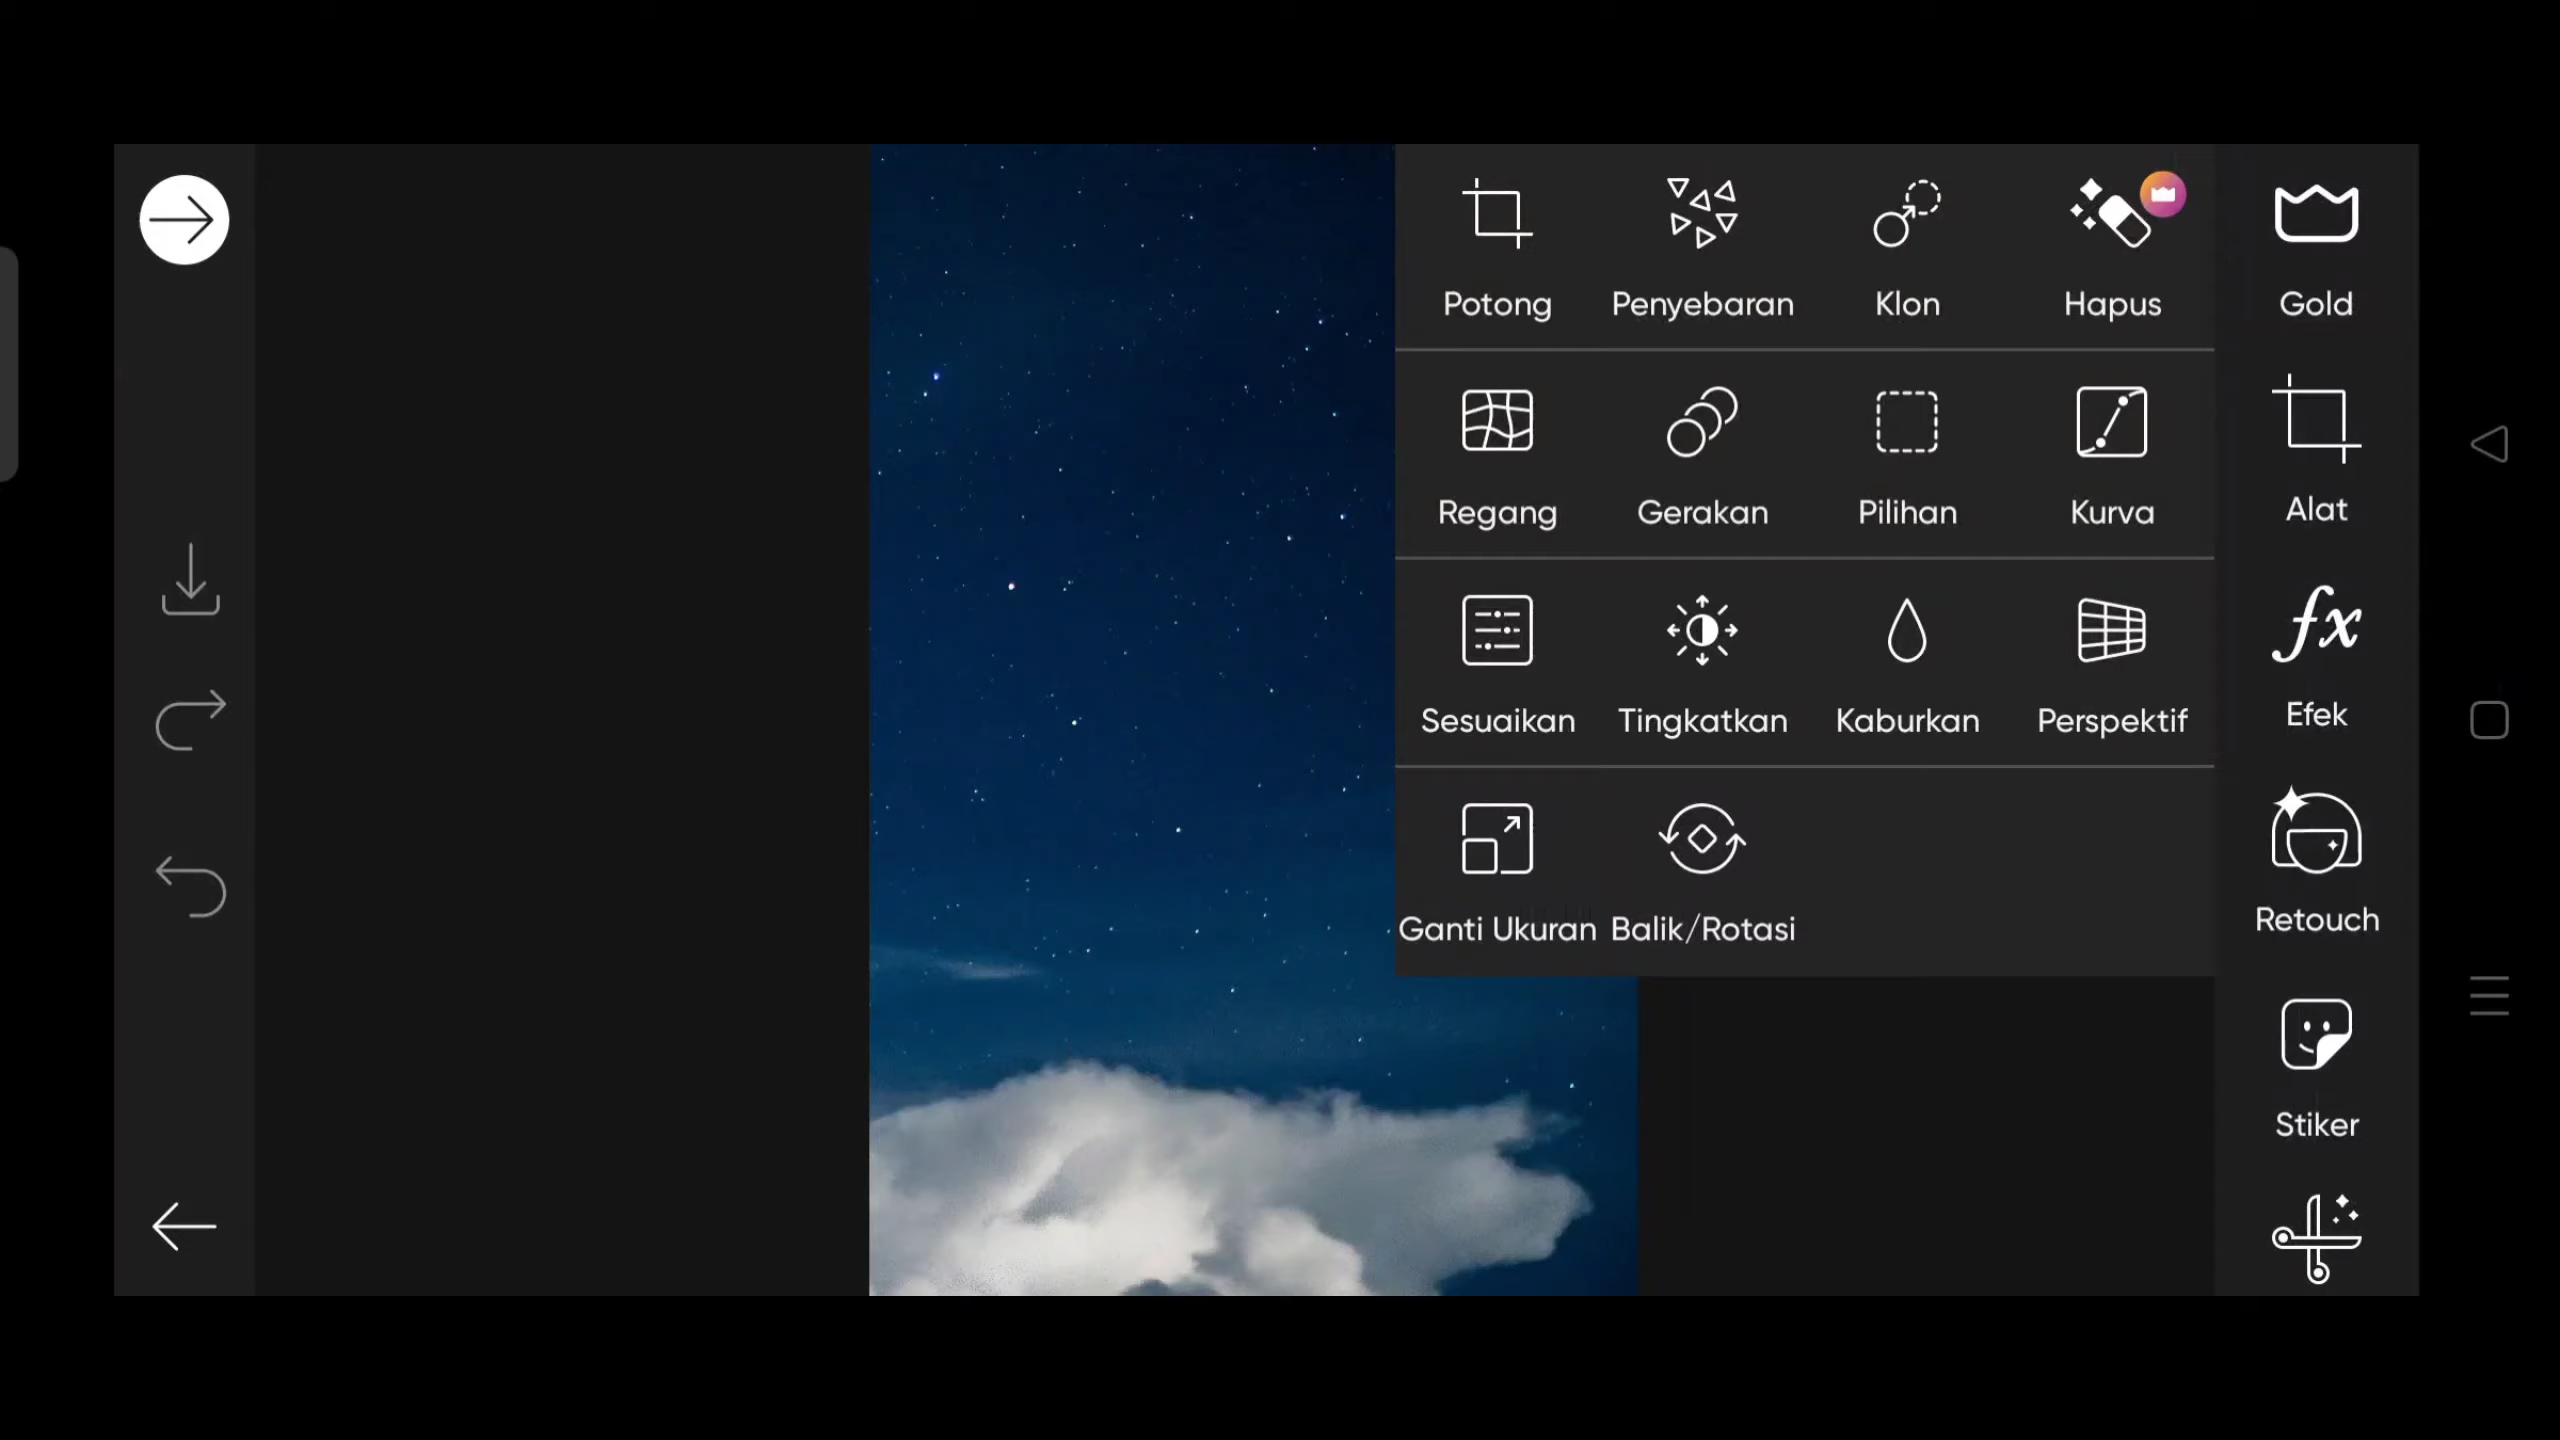 Potong Penyebaran Klon Hapus
Regang Gerakan Pilihan Kurva
Sesuaikan Tingkatkan Kaburkan Perspektif
Ganti Ukuran Balik/Rotasi
Gold
Alat
fx
Efek
Retouch
Stiker